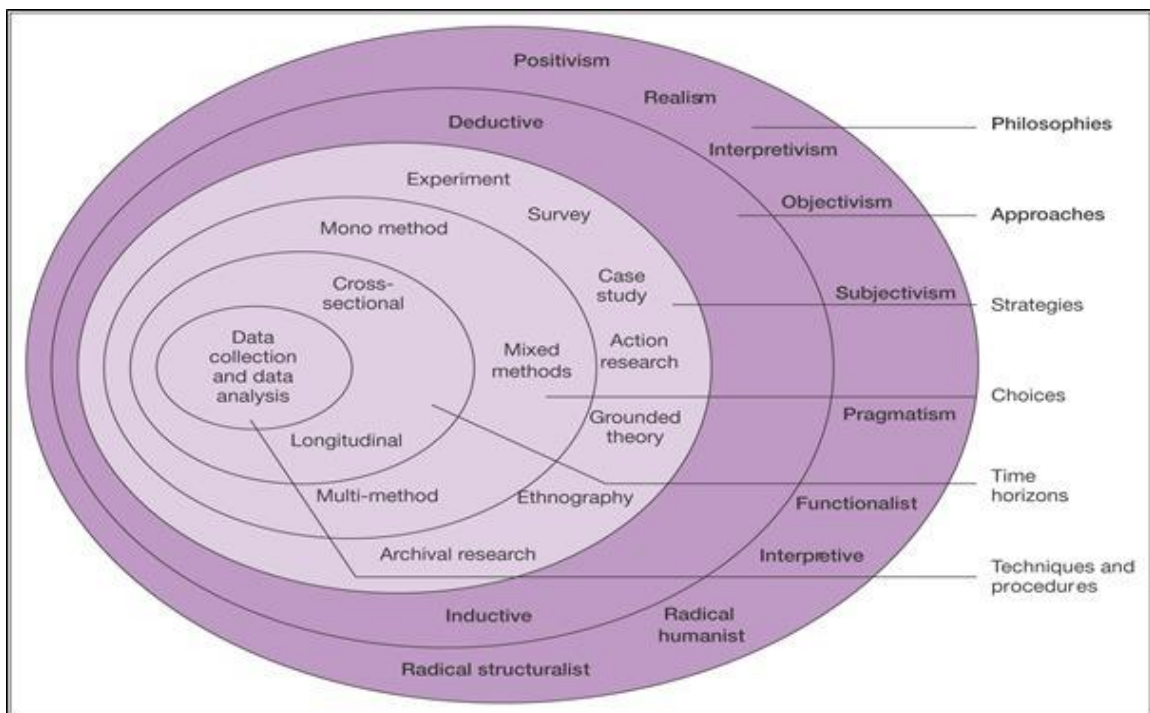 Positivism
Realism
Philosophies
Deductive
Interpretivism
Experiment
Objectivism
Survey
Approaches
Mono method
Case
study
Cross-
sectional
Subjectivism
Strategies
Data
collection
and data
analysis
Mixed
methods
Action
research
Choices
Grounded
theory
Pragmatism
Longitudinal
Time
horizons
Multi-method
Ethnography
Functionalist
Archival research
Interpretive
Techniques and
procedures
Inductive
Radical
humanist
Radical structuralist